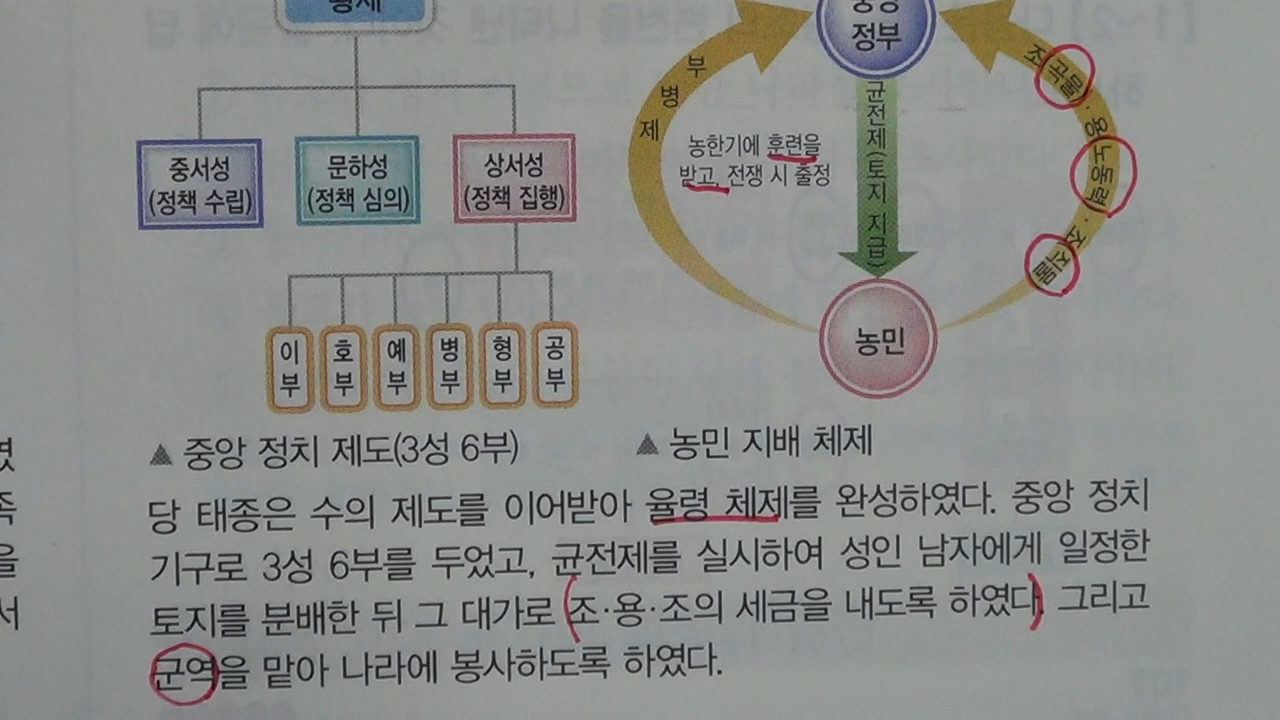 황제
중서성
(정책 수립)
문하성
(정책 심의)
상서성
(정책 집행)
이부
호부
예부
병부
형부
공부
▲ 중앙 정치 제도(3성 6부)
중앙
정부
부병제
농한기에 훈련을
받고, 전쟁 시 출정
균전제(토지 지급)
조(곡물)·용(노동력)·조(직물)
농민
▲ 농민 지배 체제
당 태종은 수의 제도를 이어받아 율령 체제를 완성하였다. 중앙 정치
기구로 3성 6부를 두었고, 균전제를 실시하여 성인 남자에게 일정한
토지를 분배한 뒤 그 대가로 조·용·조의 세금을 내도록 하였다. 그리고
군역을 맡아 나라에 봉사하도록 하였다.
였
족
을
서